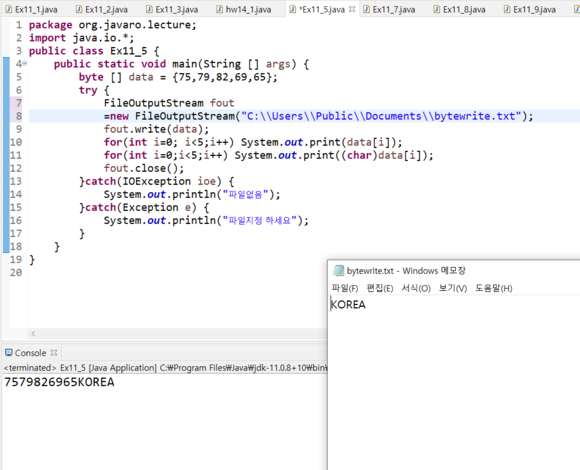 Ex11_1.java Ex11_2.java Ex11_3.java hw14_1.java *Ex11_5.java Ex11_7.java Ex11_8.java Ex11_9.java
1 package org.javaro.lecture;
2 import java.io.*;
3 public class Ex11_5 {
4 public static void main(String [] args) {
5 byte [] data = {75,79,82,69,65};
6 try {
7 FileOutputStream fout
8 =new FileOutputStream("C:\\Users\\Public\\Documents\\bytewrite.txt");
9 fout.write(data);
10 for(int i=0; i<5;i++) System.out.print(data[i]);
11 for(int i=0;i<5;i++) System.out.print((char)data[i]);
12 fout.close();
13 }catch(IOException ioe) {
14 System.out.println("파일없음");
15 }catch(Exception e) {
16 System.out.println("파일지정 하세요");
17 }
18 }
19 }
20
bytewrite.txt - Windows 메모장
파일(F) 편집(E) 서식(O) 보기(V) 도움말(H)
KOREA
Console
<terminated> Ex11_5 [Java Application] C:₩Program Files₩Java₩jdk-11.0.8+10₩bin₩
7579826965KOREA